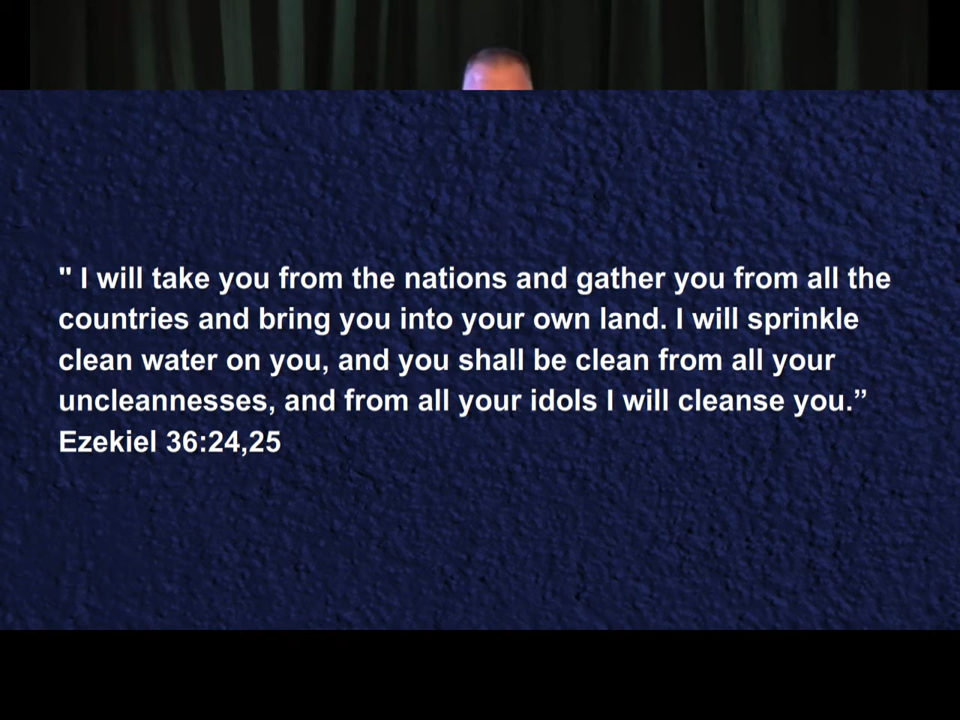 " I will take you from the nations and gather you from all the
countries and bring you into your own land. I will sprinkle
clean water on you, and you shall be clean from all your
uncleannesses, and from all your idols I will cleanse you.”
Ezekiel 36:24,25